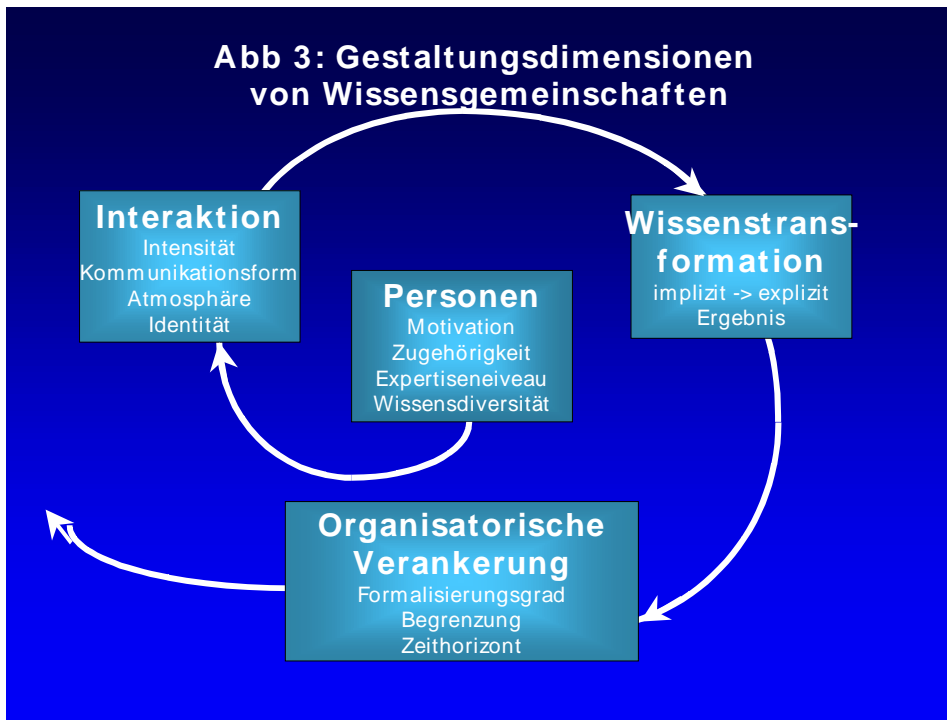 Abb 3: Gestaltungsdimensionen
von Wissensgemeinschaften
Interaktion
Intensität
Kommunikationsform
Atmosphäre
Identität
Personen
Motivation
Zugehörigkeit
Expertiseneiveau
Wissensdiversität
Wissenstrans-
formation
implizit -> explizit
Ergebnis
Organisatorische
Verankerung
Formalisierungsgrad
Begrenzung
Zeithorizont